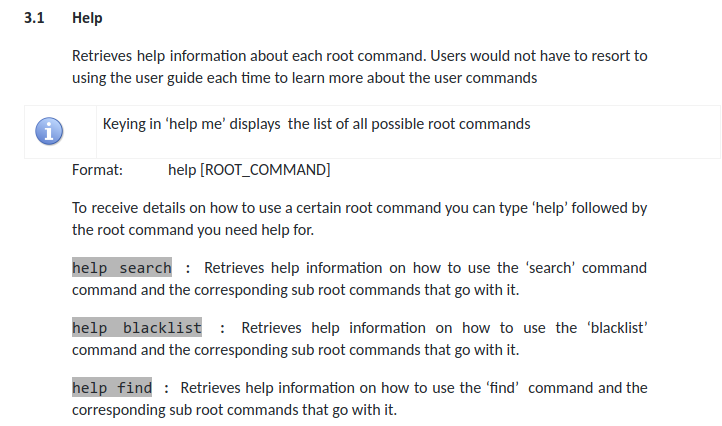 3.1 Help
Retrieves help information about each root command. Users would not have to resort to
using the user guide each time to learn more about the user commands
Keying in ‘help me’ displays the list of all possible root commands
Format: help [ROOT_COMMAND]
To receive details on how to use a certain root command you can type ‘help’ followed by
the root command you need help for.
help search : Retrieves help information on how to use the ‘search’ command
command and the corresponding sub root commands that go with it.
help blacklist : Retrieves help information on how to use the ‘blacklist’
command and the corresponding sub root commands that go with it.
help find : Retrieves help information on how to use the ‘find’ command and the
corresponding sub root commands that go with it.